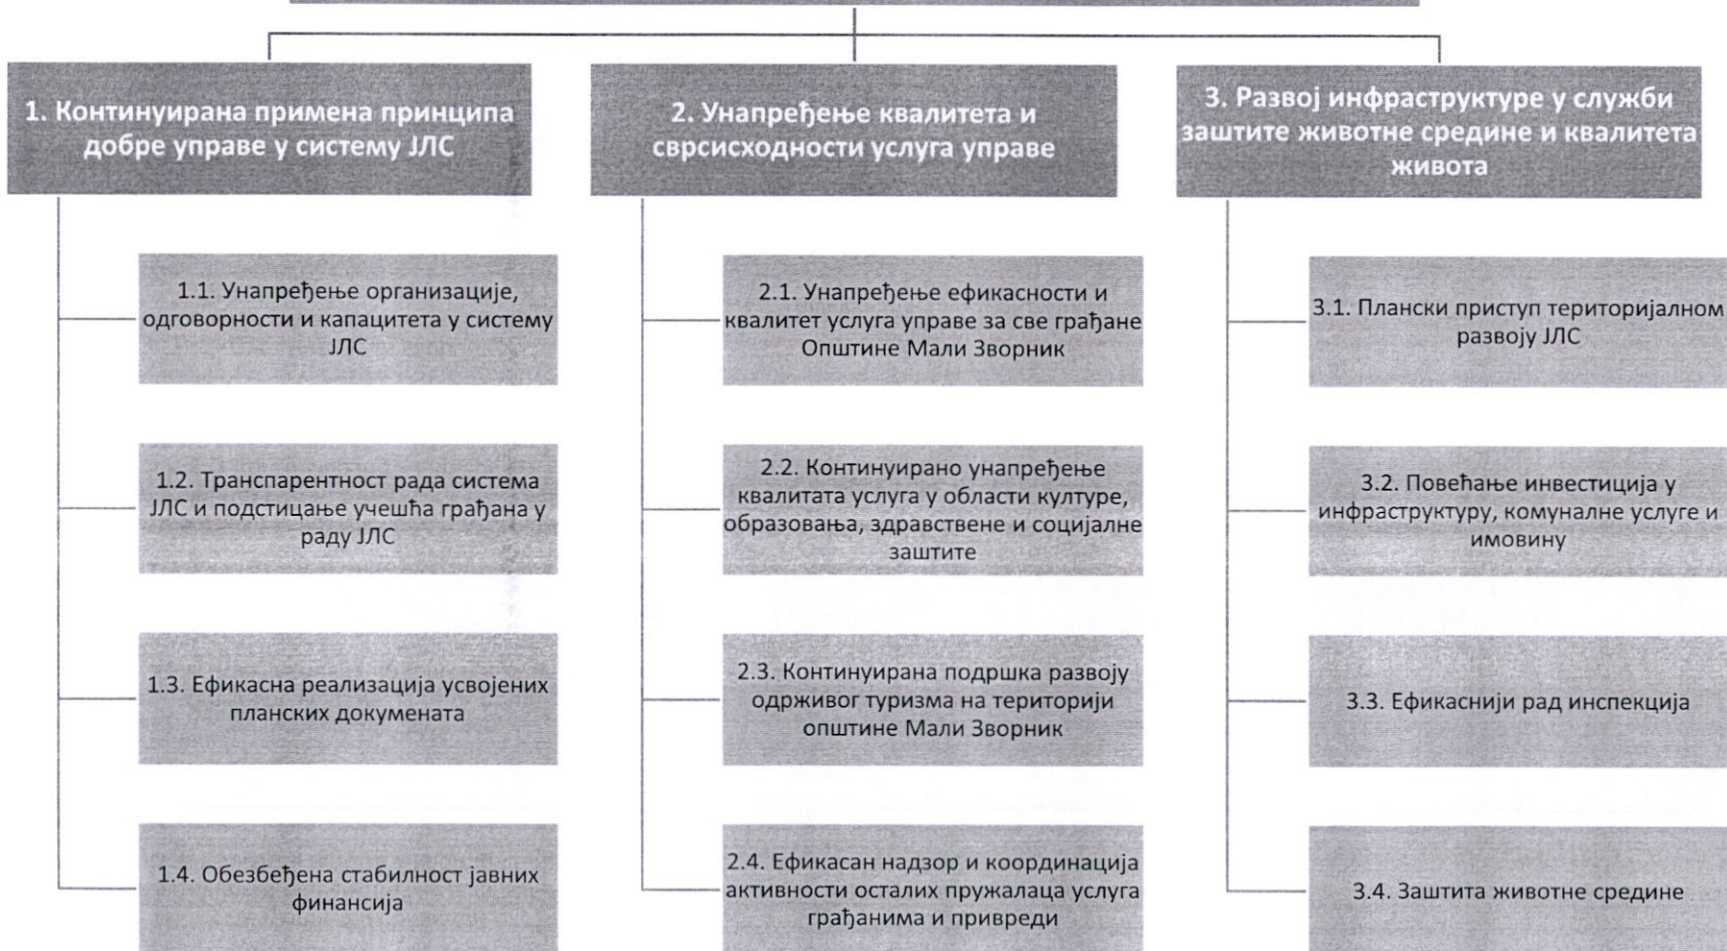 1. Континуирана примена принципа
добре управе у систему ЈЛС
1.1. Унапређење организације,
одговорности и капацитета у систему
ЈЛС
1.2. Транспарентност рада система
ЈЛС и подстицање учешћа грађана у
раду ЈЛС
1.3. Ефикасна реализација усвојених
планских докумената
1.4. Обезбеђена стабилност јавних
финансија
2. Унапређење квалитета и
сврсисходности услуга управе
2.1. Унапређење ефикасности и
квалитет услуга управе за све грађане
Општине Мали Зворник
2.2. Континуирано унапређење
квалитата услуга у области културе,
образовања, здравствене и социјалне
заштите
2.3. Континуирана подршка развоју
одрживог туризма на територији
општине Мали Зворник
2.4. Ефикасан надзор и координација
активности осталих пружалаца услуга
грађанима и привреди
3. Развој инфраструктуре у служби
заштите животне средине и квалитета
живота
3.1. Плански приступ територијалном
развоју ЈЛС
3.2. Повећање инвестиција у
инфраструктуру, комуналне услуге и
имовину
3.3. Ефикаснији рад инспекција
3.4. Заштита животне средине